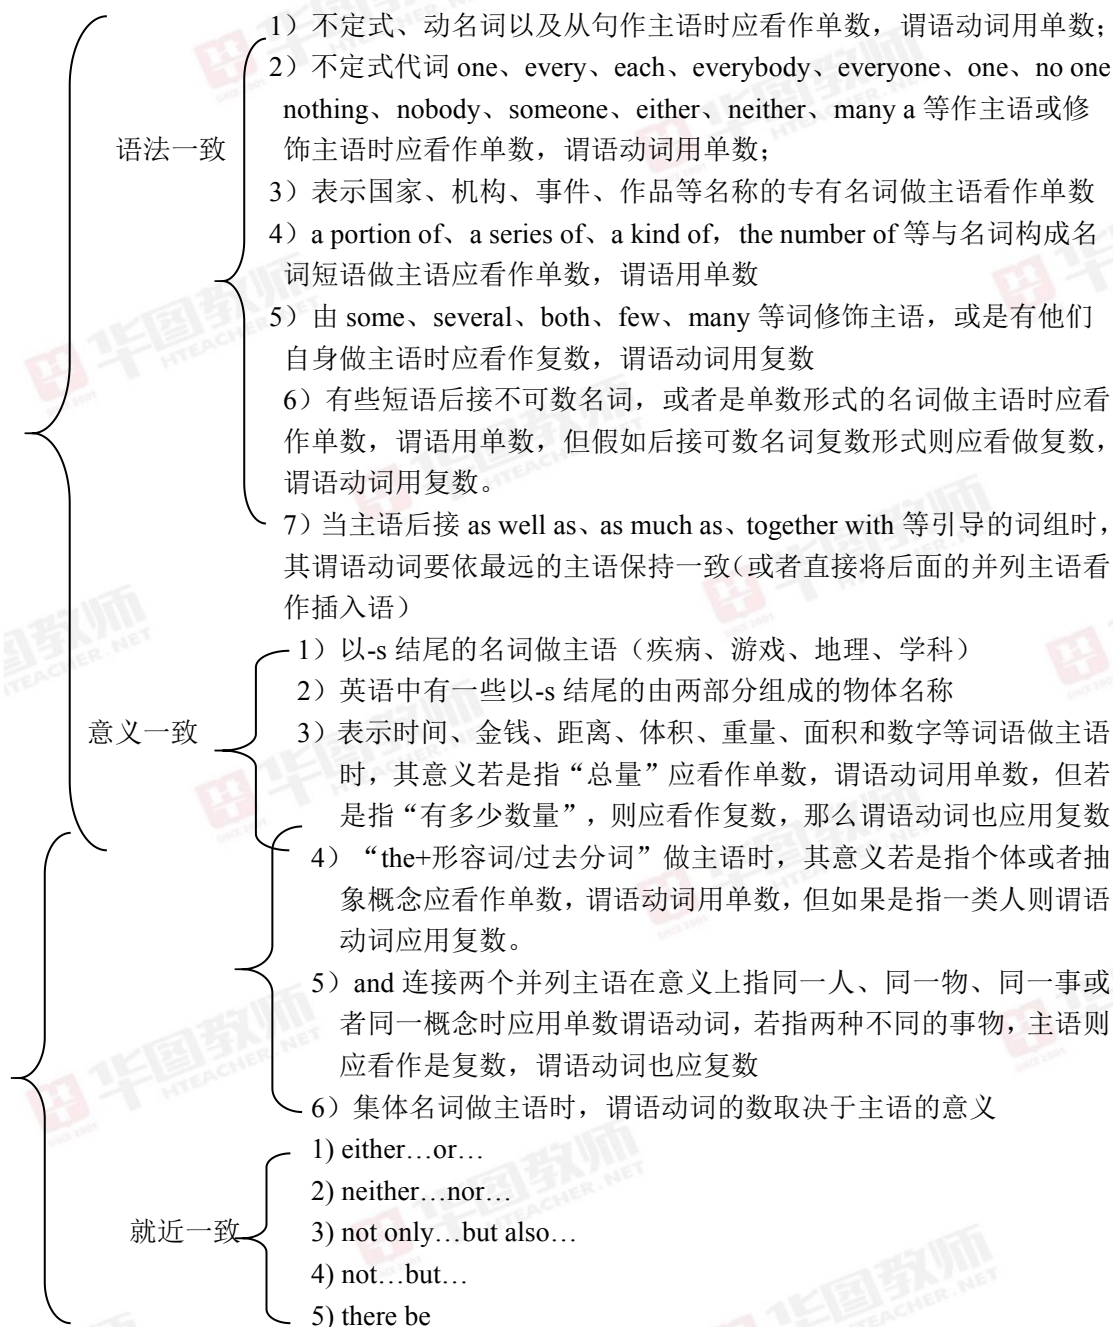 1）不定式、动名词以及从句作主语时应看作单数，谓语动词用单数；
2）不定式代词 one、every、each、everybody、everyone、one、no one
nothing、nobody、someone、either、neither、many a 等作主语或修
语法一致
饰主语时应看作单数，谓语动词用单数；
3）表示国家、机构、事件、作品等名称的专有名词做主语看作单数
4）a portion of、a series of、a kind of，the number of 等与名词构成名
词短语做主语应看作单数，谓语用单数
5）由 some、several、both、few、many 等词修饰主语，或是有他们
自身做主语时应看作复数，谓语动词用复数
6）有些短语后接不可数名词，或者是单数形式的名词做主语时应看
作单数，谓语用单数，但假如后接可数名词复数形式则应看做复数，
谓语动词用复数。
7）当主语后接 as well as、as much as、together with 等引导的词组时，
其谓语动词要依最远的主语保持一致（或者直接将后面的并列主语看
作插入语）
1）以-s 结尾的名词做主语（疾病、游戏、地理、学科）
2）英语中有一些以-s 结尾的由两部分组成的物体名称
意义一致
3）表示时间、金钱、距离、体积、重量、面积和数字等词语做主语
时，其意义若是指“总量”应看作单数，谓语动词用单数，但若
是指“有多少数量”，则应看作复数，那么谓语动词也应用复数
4）“the+形容词/过去分词”做主语时，其意义若是指个体或者抽
象概念应看作单数，谓语动词用单数，但如果是指一类人则谓语
动词应用复数。
5）and 连接两个并列主语在意义上指同一人、同一物、同一事或
者同一概念时应用单数谓语动词，若指两种不同的事物，主语则
应看作是复数，谓语动词也应复数
6）集体名词做主语时，谓语动词的数取决于主语的意义
1) either…or…
2) neither…nor…
就近一致
3) not only…but also…
4) not…but…
5) there be
华图教师
HTEACHER.NET
SINCE 2001